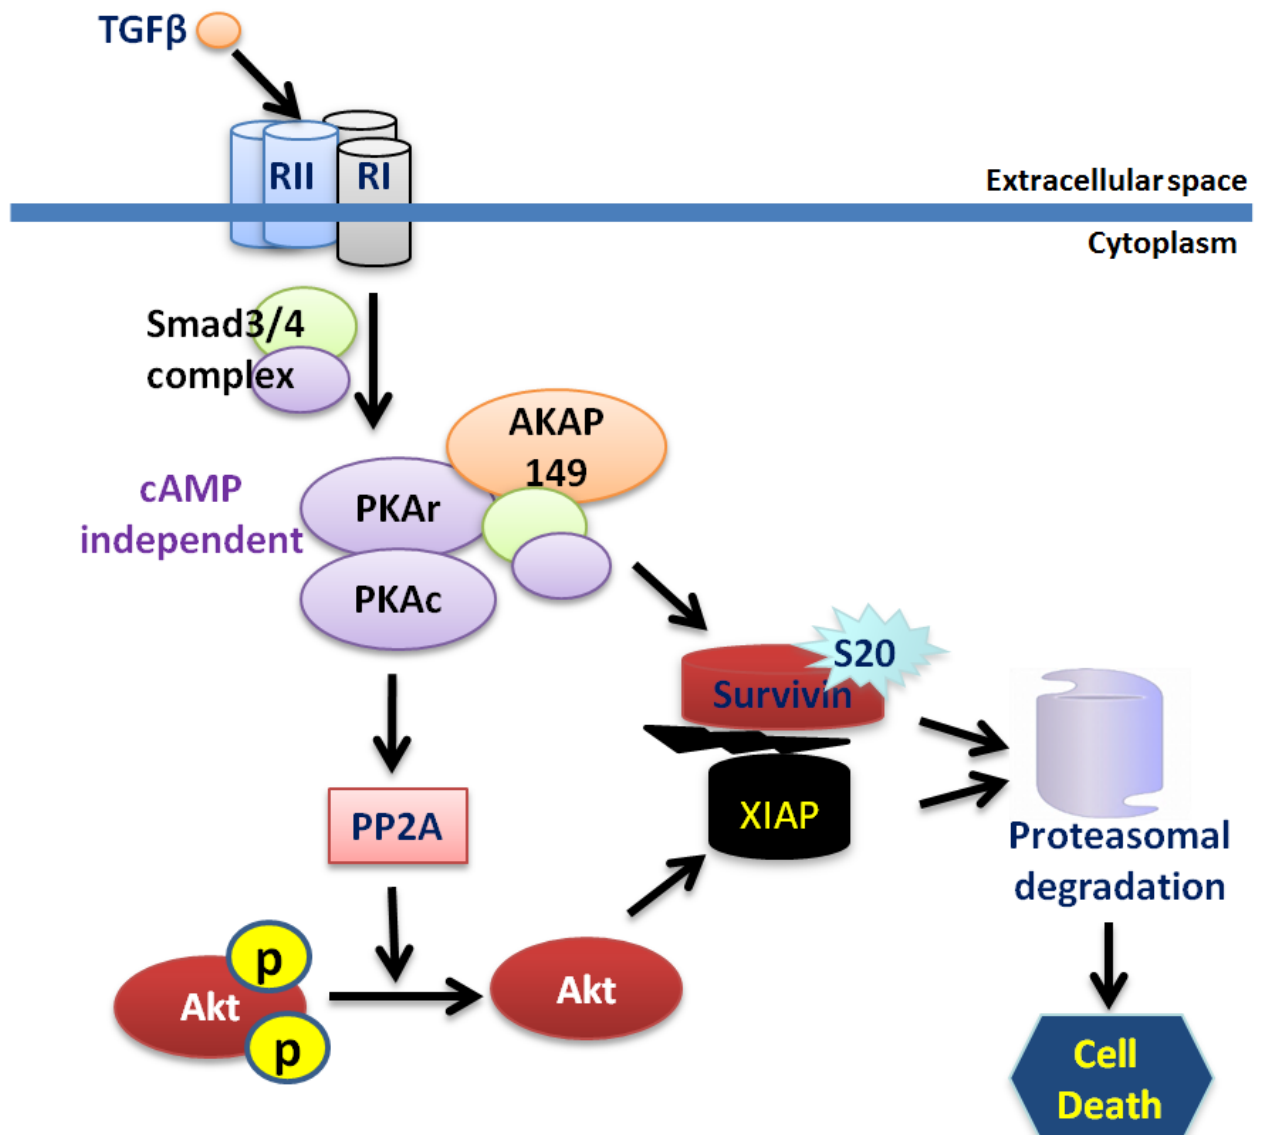 TGFβ
RII
RI
Extracellular space
Cytoplasm
Smad3/4
complex
AKAP
149
cAMP
independent
PKAr
PKAc
S20
Survivin
XIAP
PP2A
Proteasomal
degradation
p
Akt
p
Akt
Cell
Death